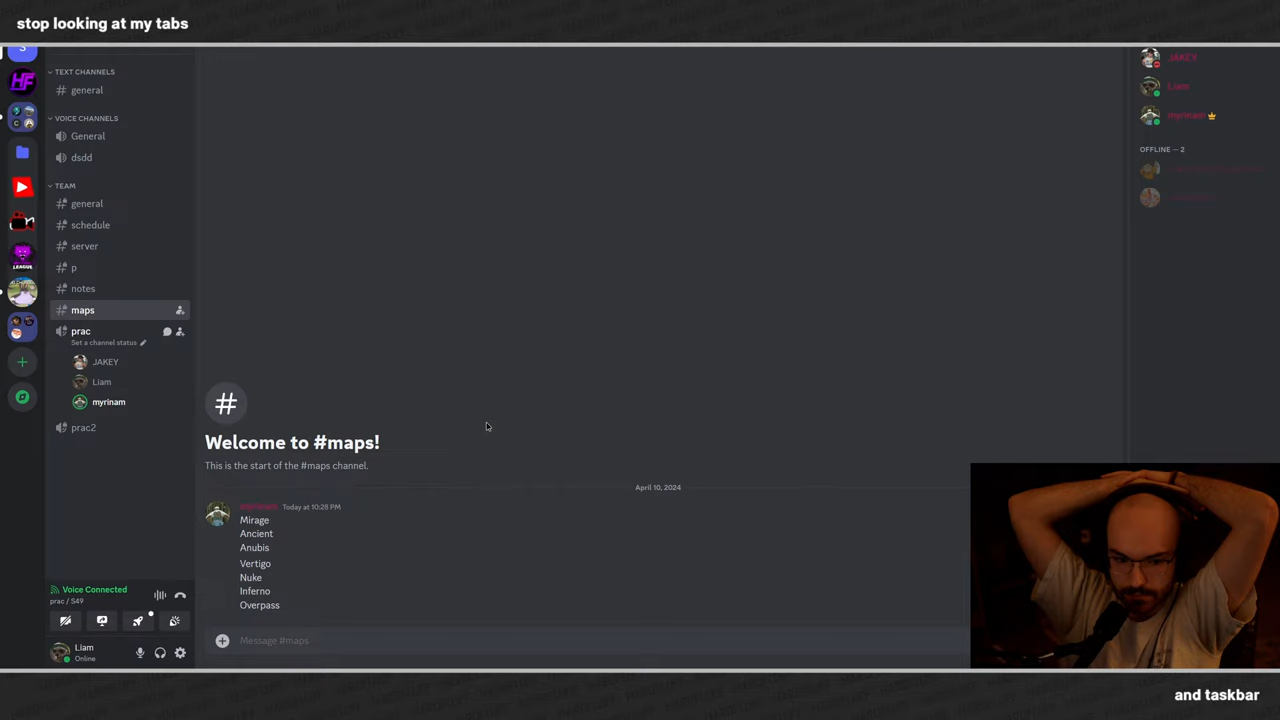 stop looking at my tabs
S
HF
LEAGUE
TEXT CHANNELS
general
VOICE CHANNELS
General
dsdd
TEAM
general
schedule
server
p
notes
maps
prac
Set a channel status
JAKEY
Liam
myrinam
prac2
Voice Connected
prac / S49
Liam
Online
#
Welcome to #maps!
This is the start of the #maps channel.
April 10, 2024
myrinam Today at 10:28 PM
Mirage
Ancient
Anubis
Vertigo
Nuke
Inferno
Overpass
Message #maps
JAKEY
Liam
myrinam
OFFLINE — 2
and taskbar